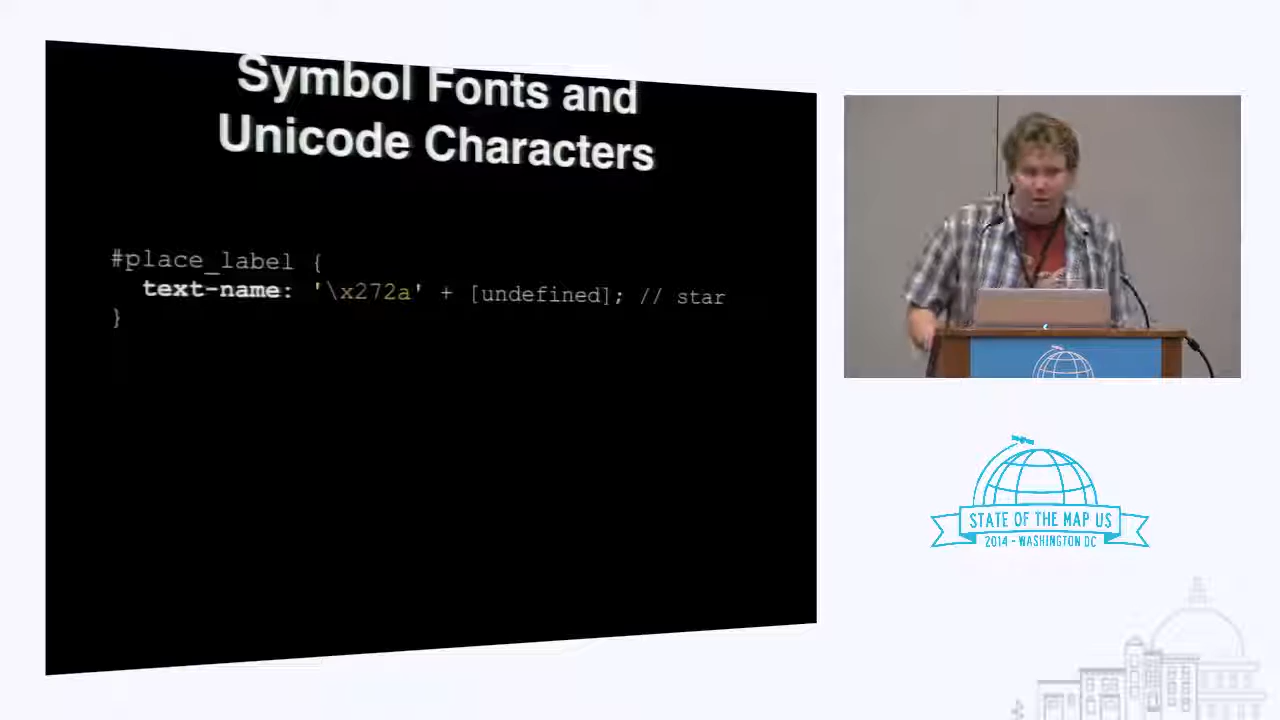 Symbol Fonts and
Unicode Characters
#place_label {
text-name: '\x272a' + [undefined]; // star
}
STATE OF THE MAP US
2014 - WASHINGTON DC